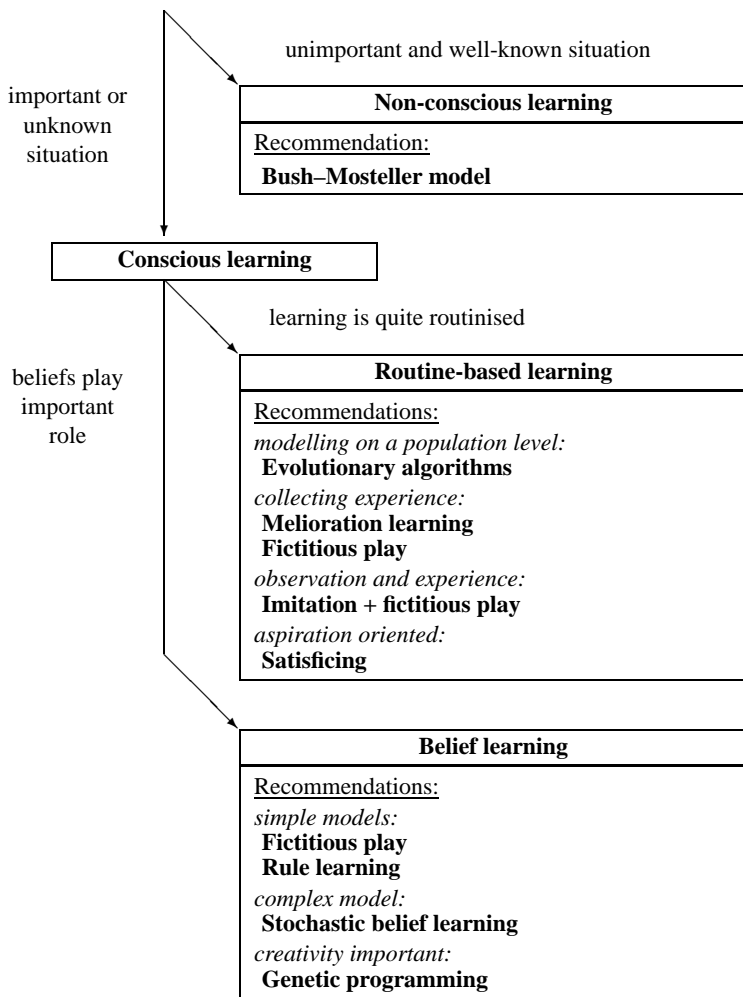 unimportant and well-known situation
important or
unknown
situation
Non-conscious learning
Recommendation:
Bush–Mosteller model
Conscious learning
learning is quite routinised
beliefs play
important
role
Routine-based learning
Recommendations:
modelling on a population level:
Evolutionary algorithms
collecting experience:
Melioration learning
Fictitious play
observation and experience:
Imitation + fictitious play
aspiration oriented:
Satisficing
Belief learning
Recommendations:
simple models:
Fictitious play
Rule learning
complex model:
Stochastic belief learning
creativity important:
Genetic programming